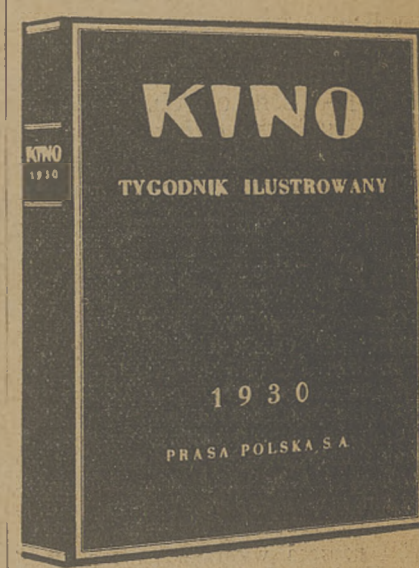 KINO
1930
KINO
TYGODNIK ILUSTROWANY
1930
PRASA POLSKA S.A.